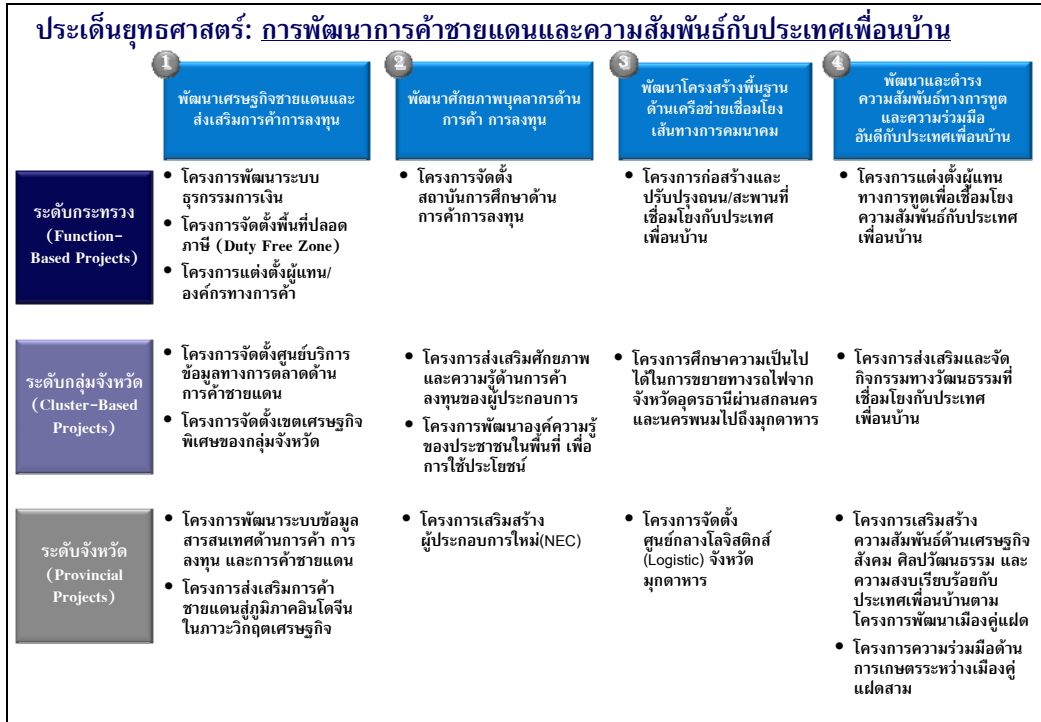 ประเด็นยุทธศาสตร์: การพัฒนาการค้าชายแดนและความสัมพันธ์กับประเทศเพื่อนบ้าน
1
พัฒนาเศรษฐกิจชายแดนและ
ส่งเสริมการค้าการลงทุน
2
พัฒนาศักยภาพบุคลากรด้าน
การค้า การลงทุน
3
พัฒนาโครงสร้างพื้นฐาน
ด้านเครือข่ายเชื่อมโยง
เส้นทางการคมนาคม
4
พัฒนาและดำรง
ความสัมพันธ์ทางการทูต
และความร่วมมือ
อันดีกับประเทศเพื่อนบ้าน
ระดับกระทรวง
(Function-
Based Projects)
• โครงการพัฒนาระบบ
ธุรกรรมการเงิน
• โครงการจัดตั้งพื้นที่ปลอด
ภาษี (Duty Free Zone)
• โครงการแต่งตั้งผู้แทน/
องค์กรทางการค้า
• โครงการจัดตั้ง
สถาบันการศึกษาด้าน
การค้าการลงทุน
• โครงการก่อสร้างและ
ปรับปรุงถนน/สะพานที่
เชื่อมโยงกับประเทศ
เพื่อนบ้าน
• โครงการแต่งตั้งผู้แทน
ทางการทูตเพื่อเชื่อมโยง
ความสัมพันธ์กับประเทศ
เพื่อนบ้าน
ระดับกลุ่มจังหวัด
(Cluster-Based
Projects)
• โครงการจัดตั้งศูนย์บริการ
ข้อมูลทางการตลาดด้าน
การค้าชายแดน
• โครงการจัดตั้งเขตเศรษฐกิจ
พิเศษของกลุ่มจังหวัด
• โครงการส่งเสริมศักยภาพ
และความรู้ด้านการค้า
ลงทุนของผู้ประกอบการ
• โครงการพัฒนาองค์ความรู้
ของประชาชนในพื้นที่ เพื่อ
การใช้ประโยชน์
• โครงการศึกษาความเป็นไป
ได้ในการขยายทางรถไฟจาก
จังหวัดอุดรธานีผ่านสกลนคร
และนครพนมไปถึงมุกดาหาร
• โครงการส่งเสริมและจัด
กิจกรรมทางวัฒนธรรมที่
เชื่อมโยงกับประเทศ
เพื่อนบ้าน
ระดับจังหวัด
(Provincial
Projects)
• โครงการพัฒนาระบบข้อมูล
สารสนเทศด้านการค้า การ
ลงทุน และการค้าชายแดน
• โครงการส่งเสริมการค้า
ชายแดนสู่ภูมิภาคอินโดจีน
ในภาวะวิกฤตเศรษฐกิจ
• โครงการเสริมสร้าง
ผู้ประกอบการใหม่(NEC)
• โครงการจัดตั้ง
ศูนย์กลางโลจิสติกส์
(Logistic) จังหวัด
มุกดาหาร
• โครงการเสริมสร้าง
ความสัมพันธ์ด้านเศรษฐกิจ
สังคม ศิลปวัฒนธรรม และ
ความสงบเรียบร้อยกับ
ประเทศเพื่อนบ้านตาม
โครงการพัฒนาเมืองคู่แฝด
• โครงการความร่วมมือด้าน
การเกษตรระหว่างเมืองคู่
แฝดสาม